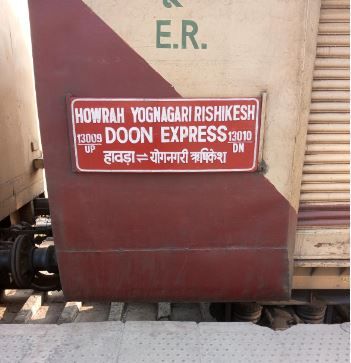 &
E.R.
HOWRAH YOGNAGARI RISHIKESH
13009 UP DOON EXPRESS 13010 DN
हावड़ा ⇌ योगनगरी ऋषिकेश